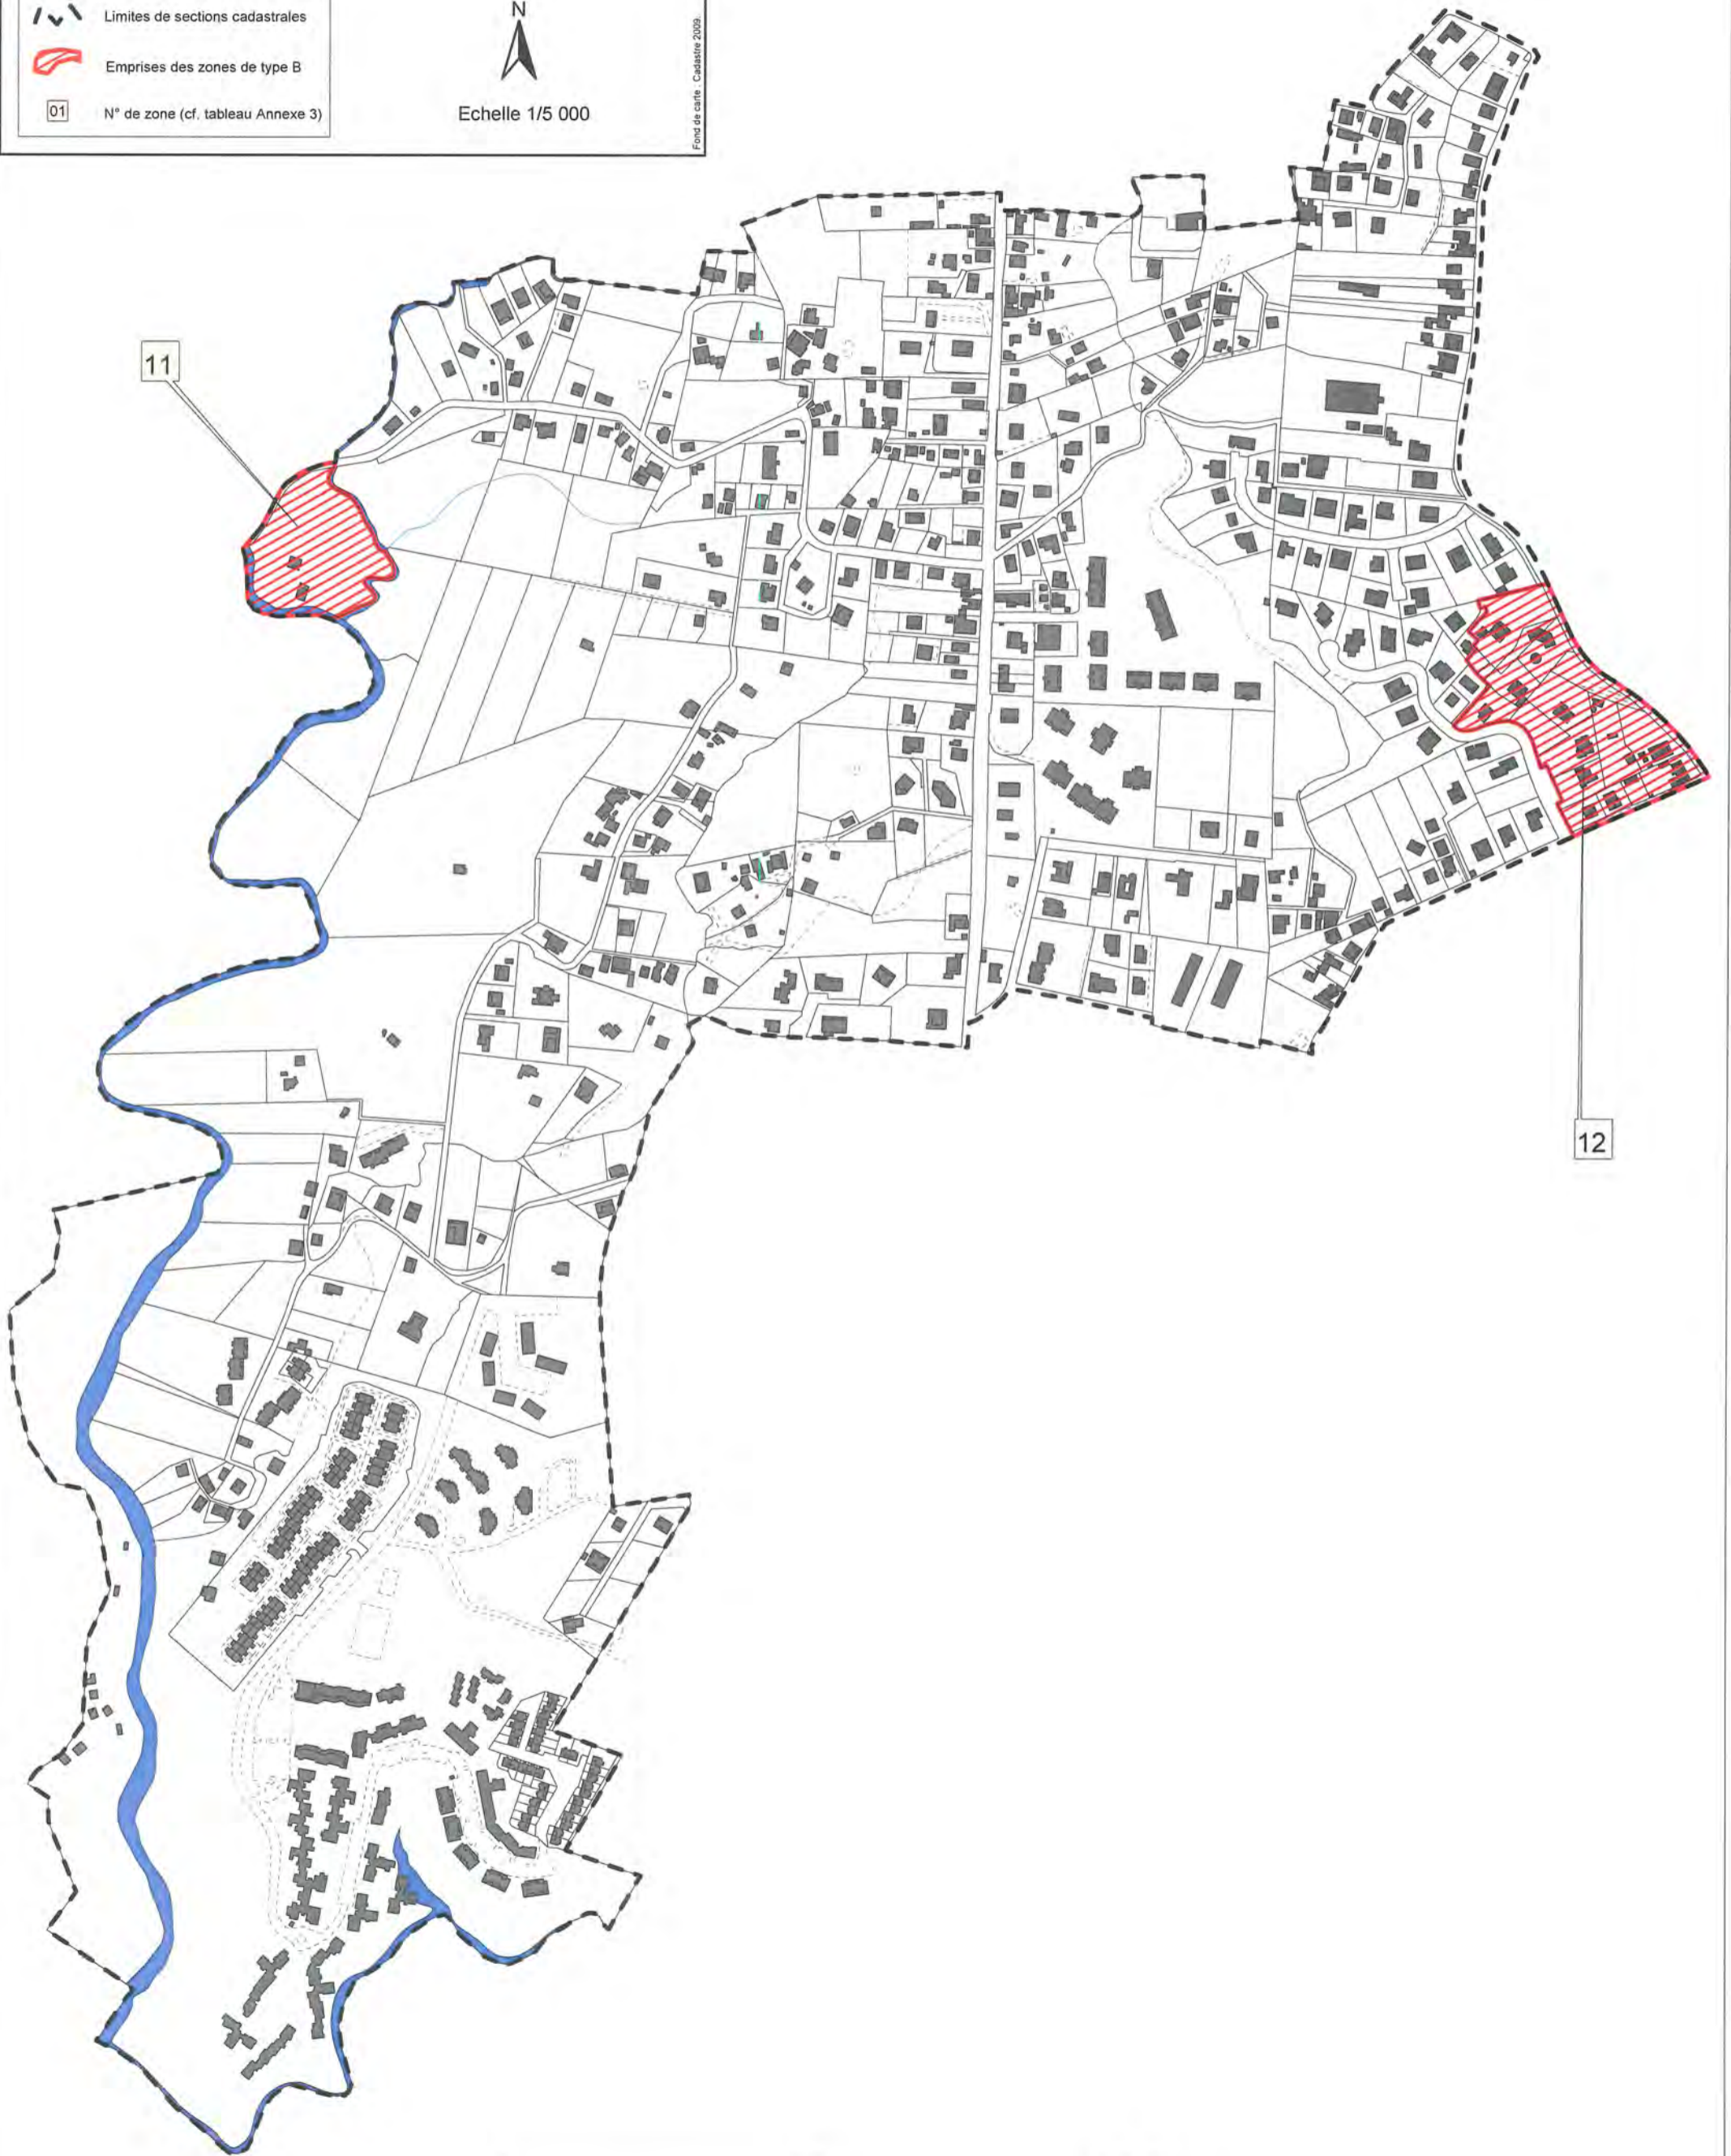 Limites de sections cadastrales
Emprises des zones de type B
01 N° de zone (cf. tableau Annexe 3)
N
Echelle 1/5 000
Fond de carte : Cadastre 2009.
11
12